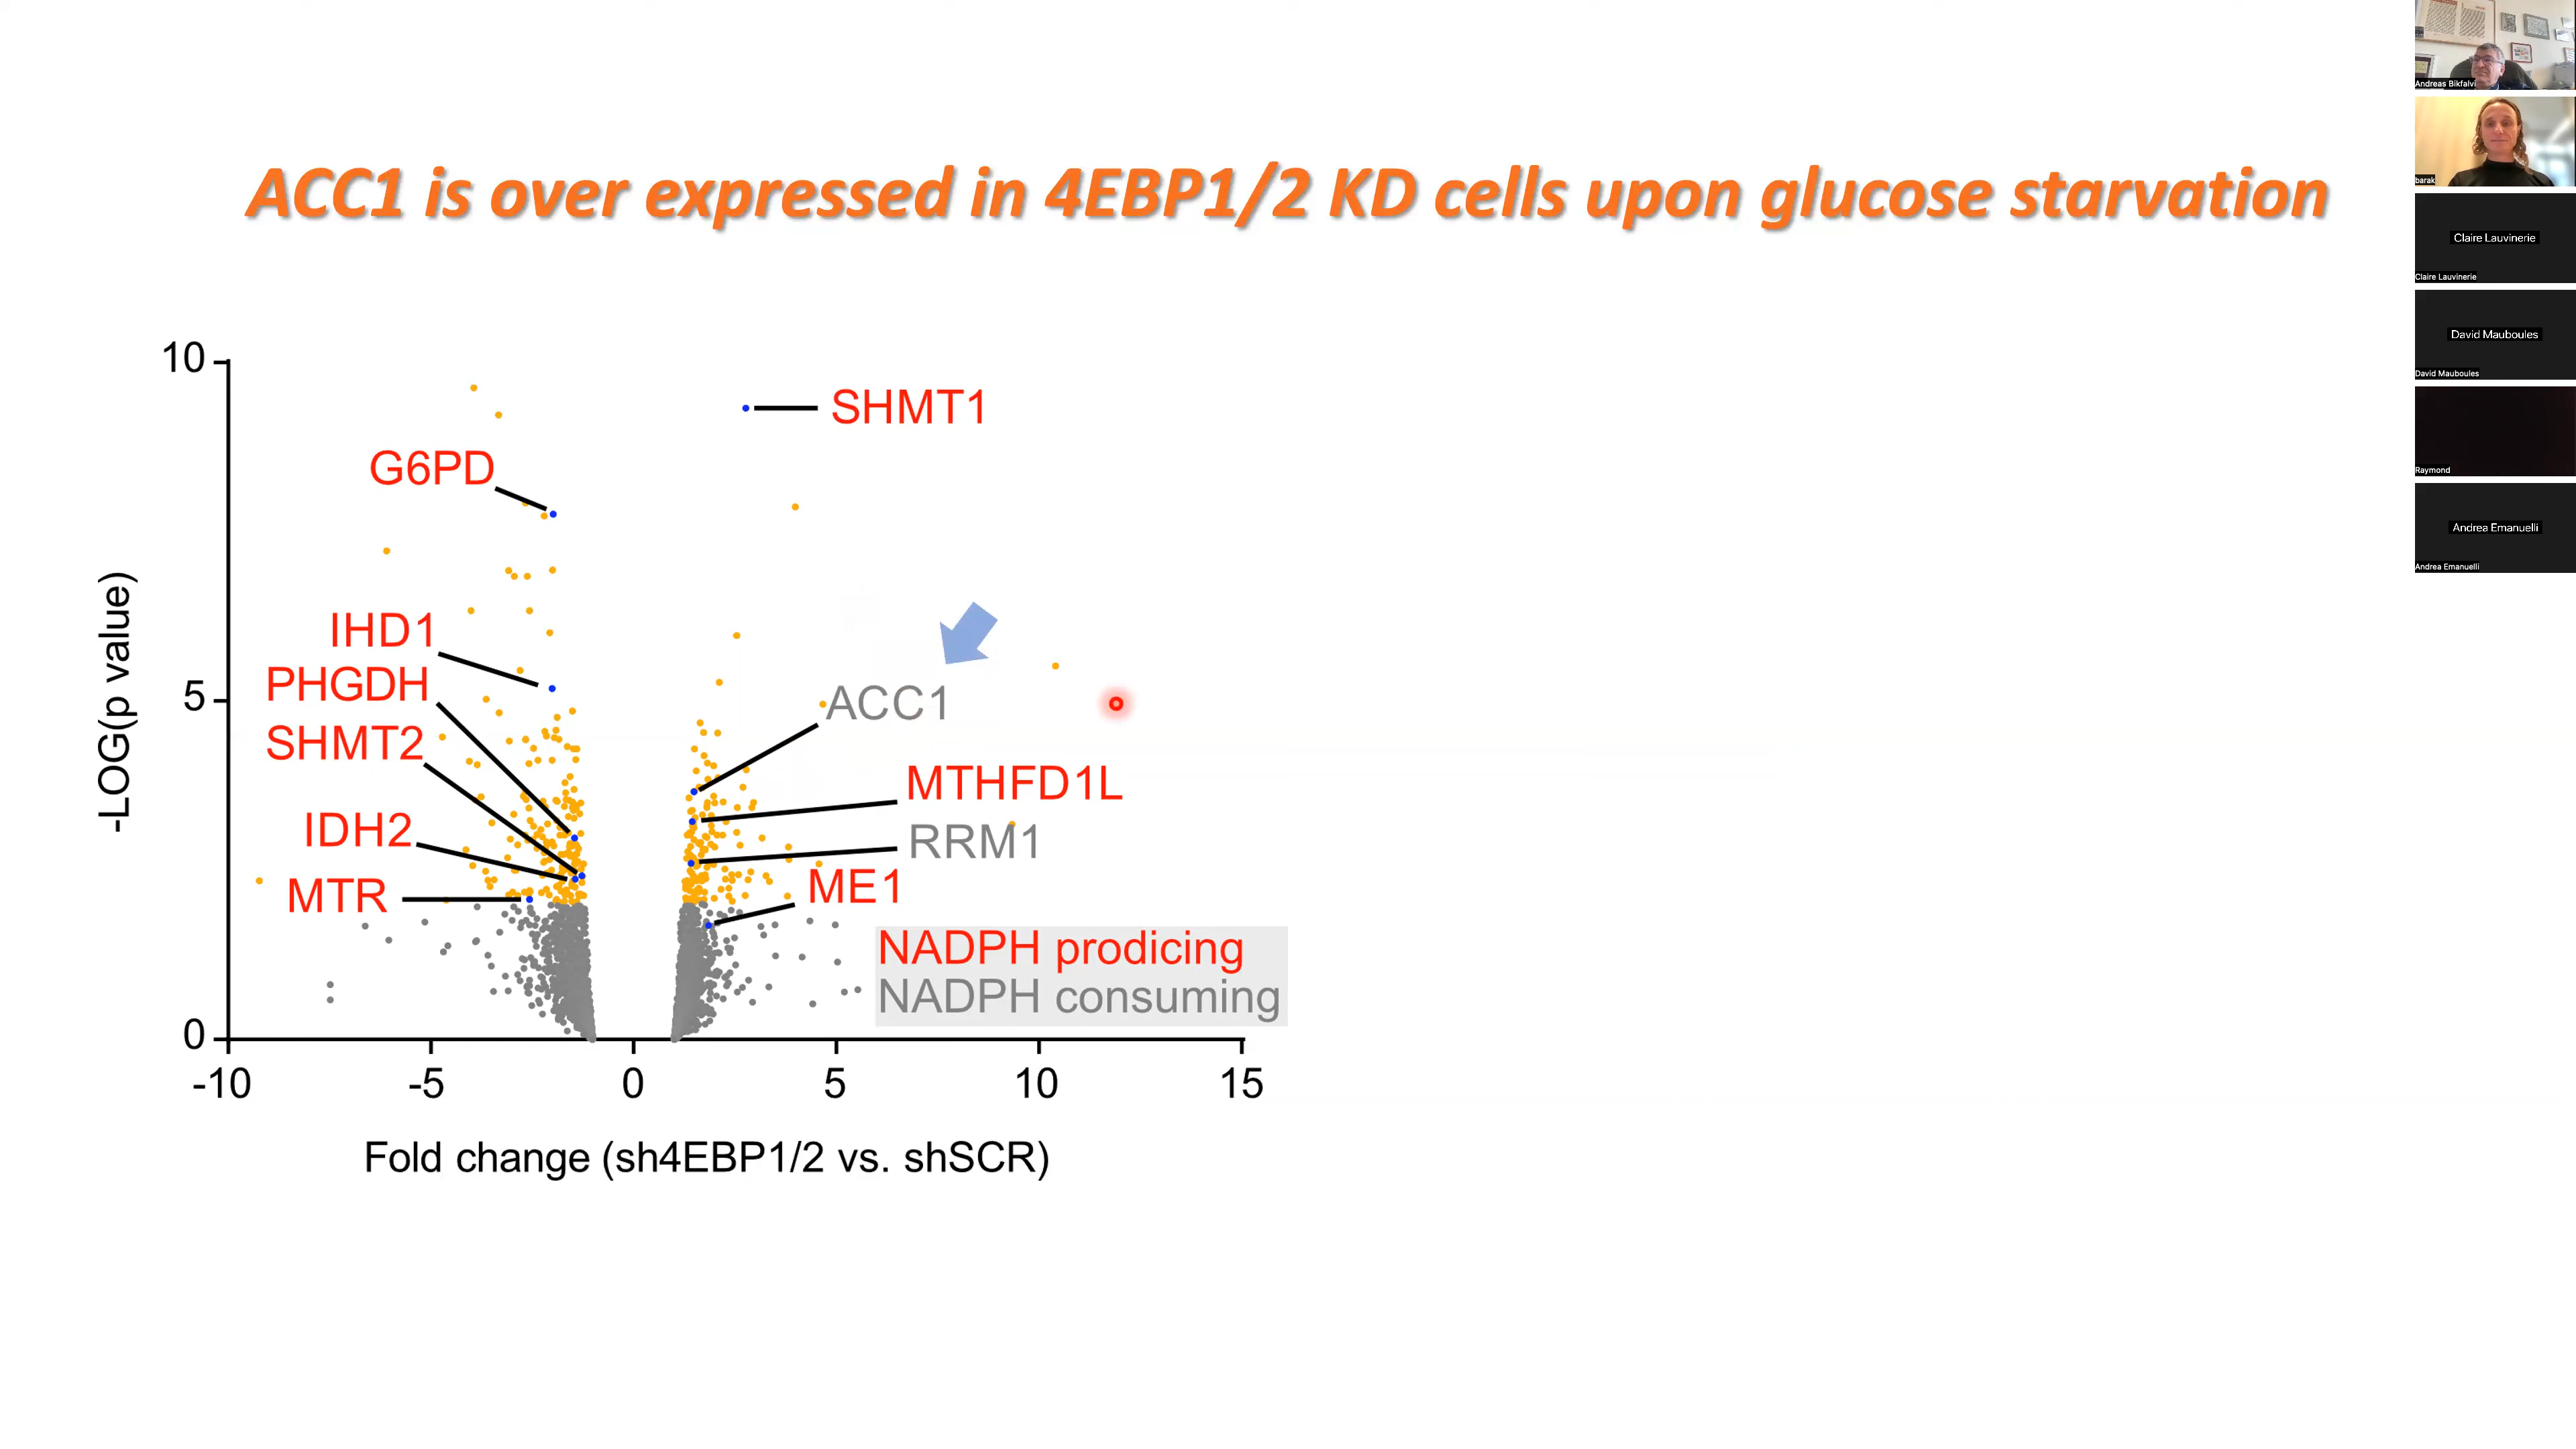 ACC1 is over expressed in 4EBP1/2 KD cells upon glucose starvation
10
5
0
-LOG(p value)
-10
-5
0
5
10
15
Fold change (sh4EBP1/2 vs. shSCR)
SHMT1
G6PD
IHD1
PHGDH
SHMT2
IDH2
MTR
ACC1
MTHFD1L
RRM1
ME1
NADPH prodicing
NADPH consuming
Andreas Bikfalvi
barak
Claire Lauvinerie
Claire Lauvinerie
David Mauboules
David Mauboules
Raymond
Andrea Emanuelli
Andrea Emanuelli